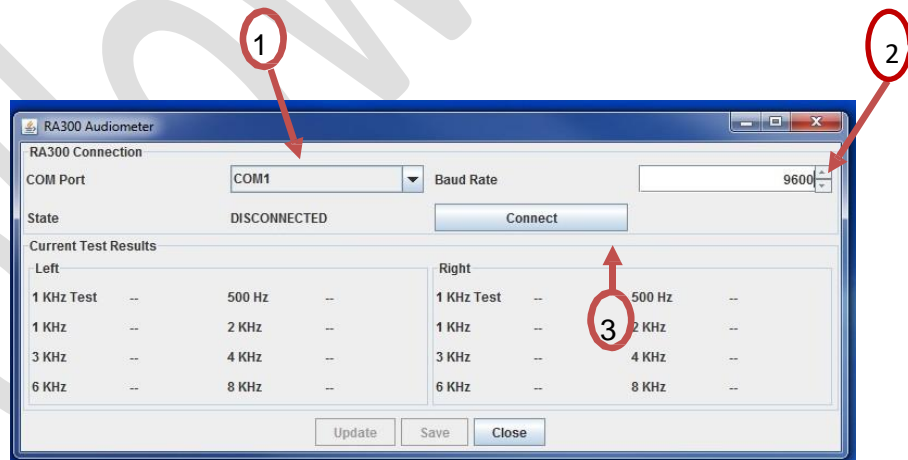 1
2
RA300 Audiometer
RA300 Connection
COM Port COM1 Baud Rate 9600
State DISCONNECTED Connect
Current Test Results
Left Right
1 KHz Test -- 500 Hz -- 1 KHz Test -- 500 Hz --
1 KHz -- 2 KHz -- 1 KHz -- 2 KHz --
3
3 KHz -- 4 KHz -- 3 KHz -- 4 KHz --
6 KHz -- 8 KHz -- 6 KHz -- 8 KHz --
Update Save Close